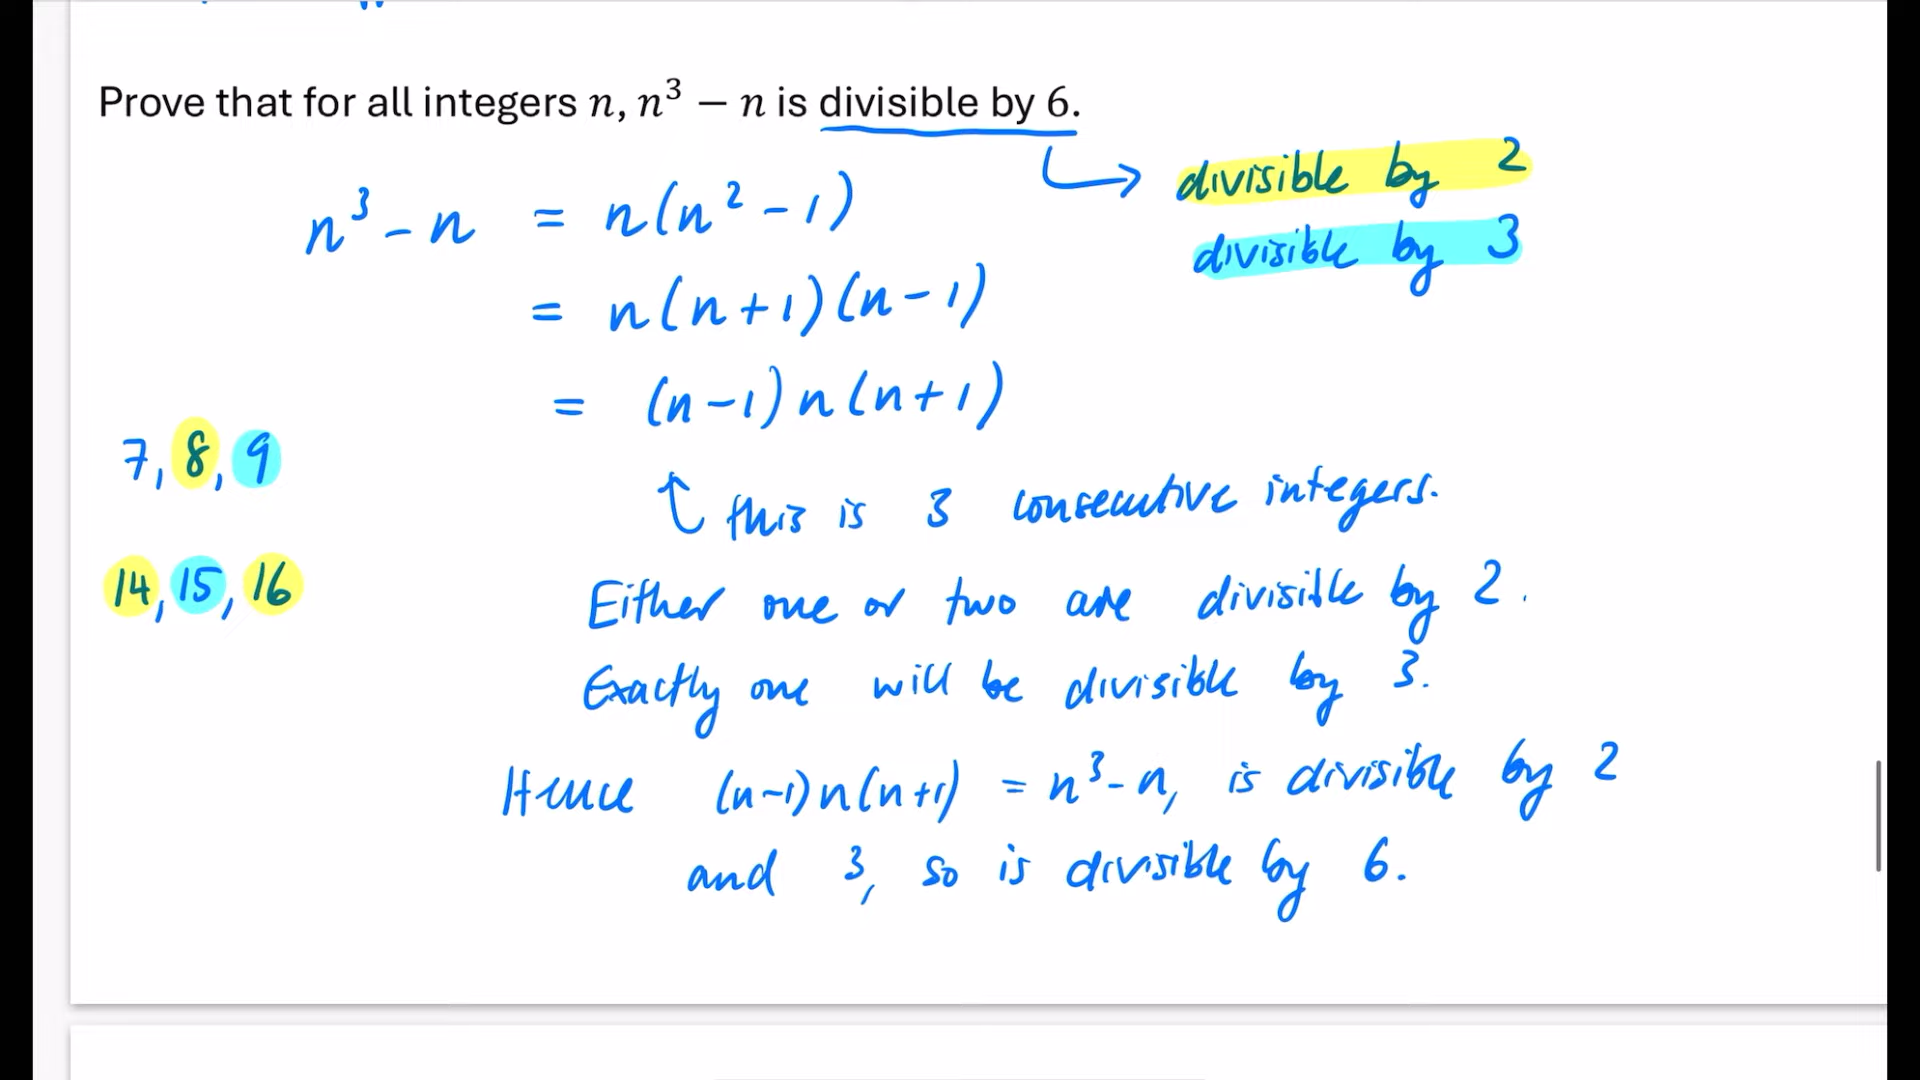 Prove that for all integers n, n³ − n is divisible by 6.
divisible by 2
divisible by 3
n³ - n = n(n² - 1)
= n(n+1)(n-1)
= (n-1)n(n+1)
7, 8, 9
this is 3 consecutive integers.
14, 15, 16
Either one or two are divisible by 2.
Exactly one will be divisible by 3.
Hence (n-1)n(n+1) = n³-n, is divisible by 2
and 3, so is divisible by 6.